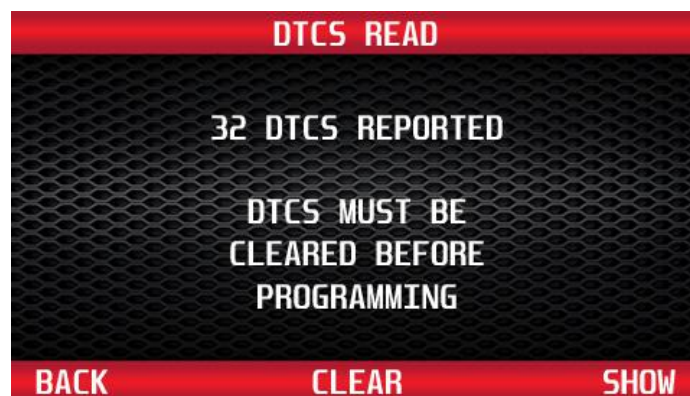 DTCS READ
32 DTCS REPORTED
DTCS MUST BE
CLEARED BEFORE
PROGRAMMING
BACK CLEAR SHOW